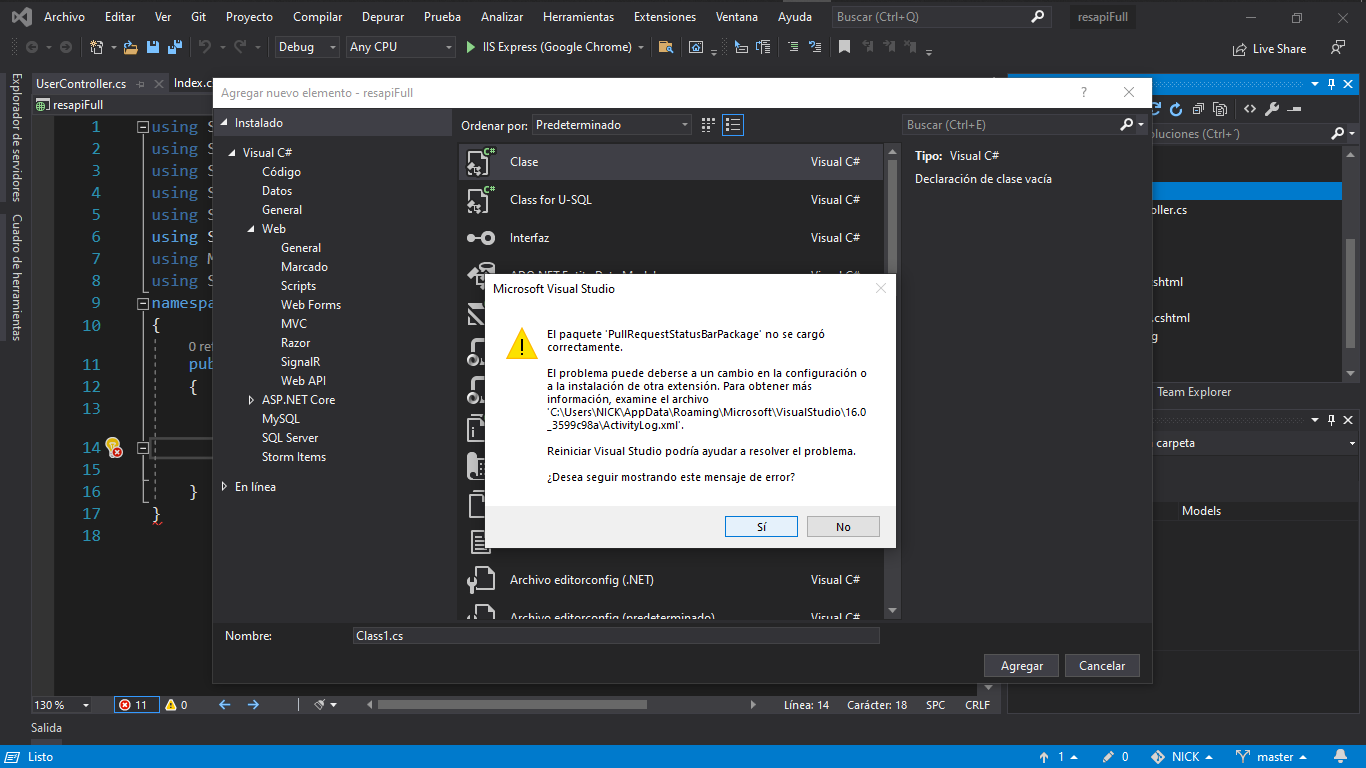 Archivo Editar Ver Git Proyecto Compilar Depurar Prueba Analizar Herramientas Extensiones Ventana Ayuda Buscar (Ctrl+Q) resapiFull
Debug Any CPU IIS Express (Google Chrome) Live Share
UserController.cs Index.c
resapiFull
Explorador de servidores
Cuadro de herramientas
1 using S
2 using S
3 using S
4 using S
5 using S
6 using S
7 using M
8 using S
9 namespa
10 {
0 ref
11 pub
12 {
13
14
15
16 }
17 }
18
Agregar nuevo elemento - resapiFull ?
Instalado
Visual C#
Código
Datos
General
Web
General
Marcado
Scripts
Web Forms
MVC
Razor
SignalR
Web API
ASP.NET Core
MySQL
SQL Server
Storm Items
En línea
Ordenar por: Predeterminado
Buscar (Ctrl+E)
Clase Visual C#
Class for U-SQL Visual C#
Interfaz Visual C#
ADO.NET Entity Data Model Visual C#
Archivo editorconfig (.NET) Visual C#
Archivo editorconfig (predeterminado) Visual C#
Tipo: Visual C#
Declaración de clase vacía
Microsoft Visual Studio
El paquete 'PullRequestStatusBarPackage' no se cargó
correctamente.
El problema puede deberse a un cambio en la configuración o
a la instalación de otra extensión. Para obtener más
información, examine el archivo
'C:\Users\NICK\AppData\Roaming\Microsoft\VisualStudio\16.0
_3599c98a\ActivityLog.xml'.
Reiniciar Visual Studio podría ayudar a resolver el problema.
¿Desea seguir mostrando este mensaje de error?
Sí No
Nombre: Class1.cs
Agregar Cancelar
oluciones (Ctrl+´)
oller.cs
shtml
.cshtml
g
Team Explorer
carpeta
Models
130 % 11 0 Línea: 14 Carácter: 18 SPC CRLF
Salida
Listo 1 0 NICK master